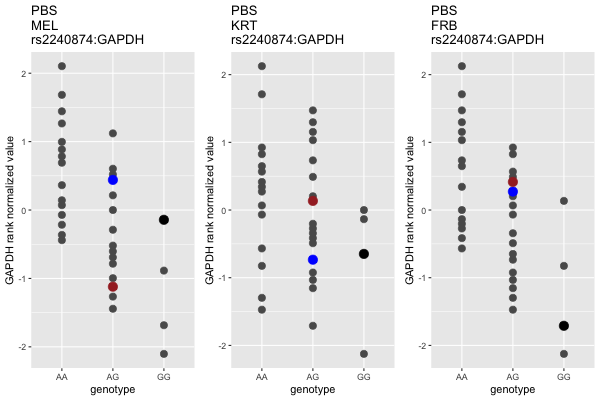 PBS
MEL
rs2240874:GAPDH
GAPDH rank normalized value
2
1
0
-1
-2
AA
AG
GG
genotype
PBS
KRT
rs2240874:GAPDH
GAPDH rank normalized value
2
1
0
-1
-2
AA
AG
GG
genotype
PBS
FRB
rs2240874:GAPDH
GAPDH rank normalized value
2
1
0
-1
-2
AA
AG
GG
genotype